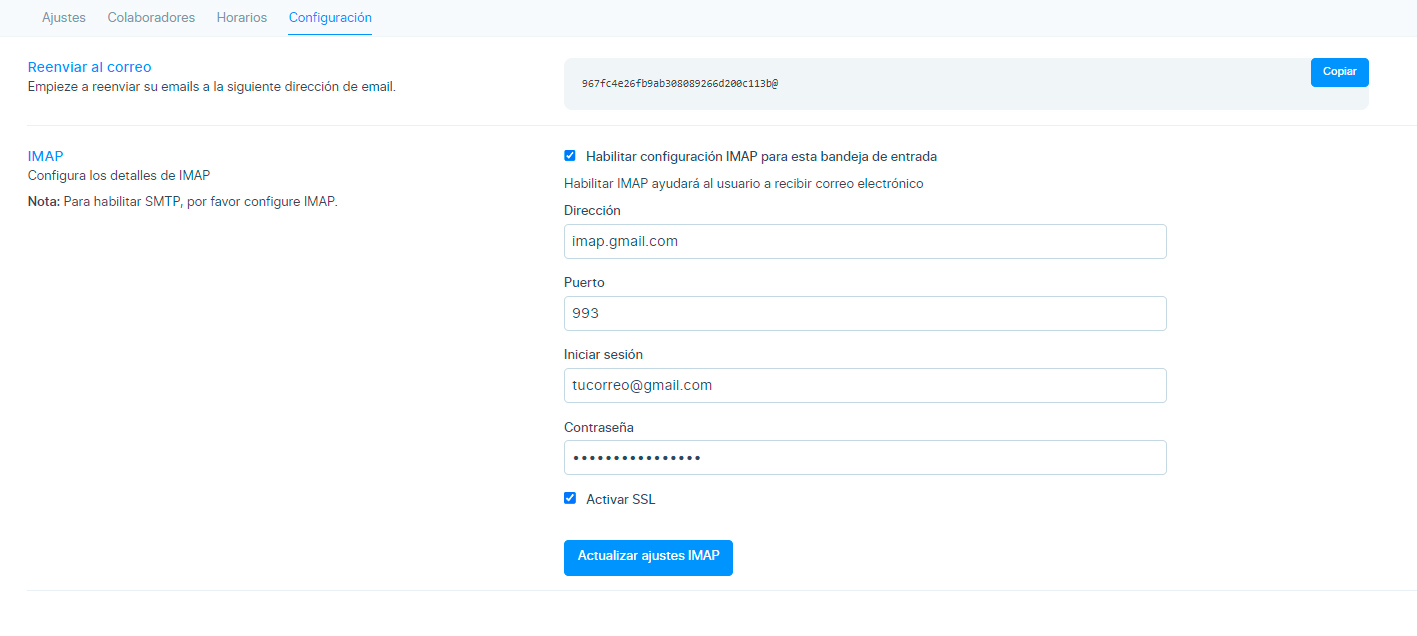 Ajustes Colaboradores Horarios Configuración
Reenviar al correo
Empieze a reenviar su emails a la siguiente dirección de email.
967fc4e26fb9ab308089266d200c113b@
Copiar
IMAP
Configura los detalles de IMAP
Nota: Para habilitar SMTP, por favor configure IMAP.
Habilitar configuración IMAP para esta bandeja de entrada
Habilitar IMAP ayudará al usuario a recibir correo electrónico
Dirección
imap.gmail.com
Puerto
993
Iniciar sesión
tucorreo@gmail.com
Contraseña
••••••••••••••••
Activar SSL
Actualizar ajustes IMAP